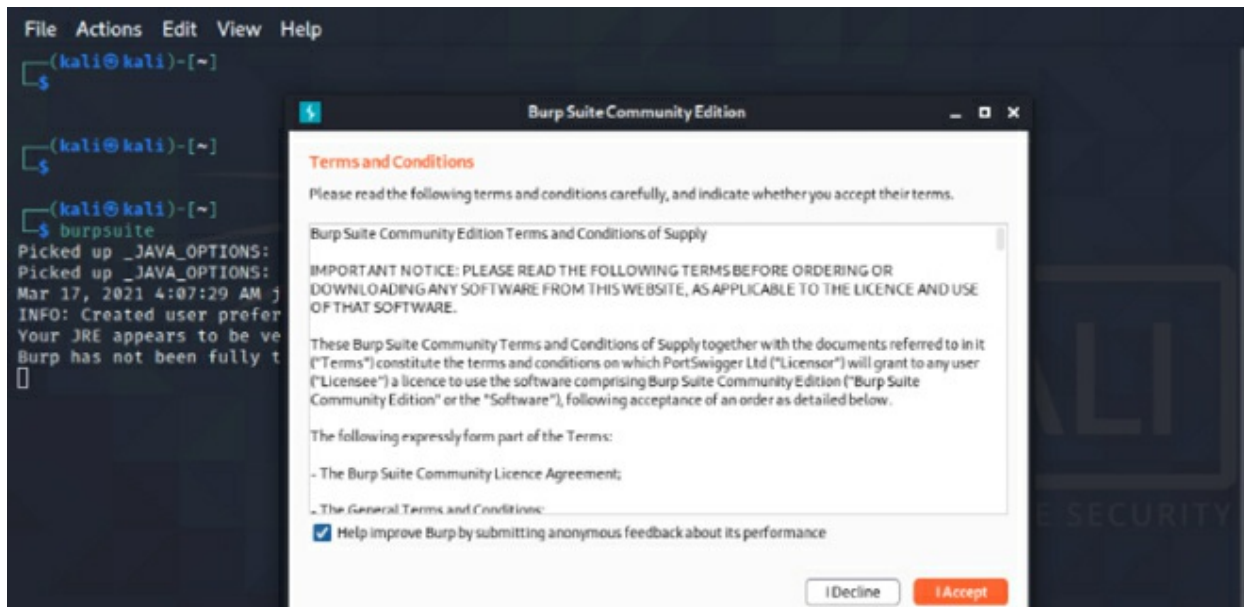 File Actions Edit View Help
(kali㉿kali)-[~]
$
(kali㉿kali)-[~]
$
(kali㉿kali)-[~]
$ burpsuite
Picked up _JAVA_OPTIONS:
Picked up _JAVA_OPTIONS:
Mar 17, 2021 4:07:29 AM j
INFO: Created user prefer
Your JRE appears to be ve
Burp has not been fully t
Burp Suite Community Edition
Terms and Conditions
Please read the following terms and conditions carefully, and indicate whether you accept their terms.
Burp Suite Community Edition Terms and Conditions of Supply
IMPORTANT NOTICE: PLEASE READ THE FOLLOWING TERMS BEFORE ORDERING OR
DOWNLOADING ANY SOFTWARE FROM THIS WEBSITE, AS APPLICABLE TO THE LICENCE AND USE
OF THAT SOFTWARE.
These Burp Suite Community Terms and Conditions of Supply together with the documents referred to in it
("Terms") constitute the terms and conditions on which PortSwigger Ltd ("Licensor") will grant to any user
("Licensee") a licence to use the software comprising Burp Suite Community Edition ("Burp Suite
Community Edition" or the "Software"), following acceptance of an order as detailed below.
The following expressly form part of the Terms:
- The Burp Suite Community Licence Agreement;
- The General Terms and Conditions;
Help improve Burp by submitting anonymous feedback about its performance
I Decline
I Accept
ALI
E SECURITY